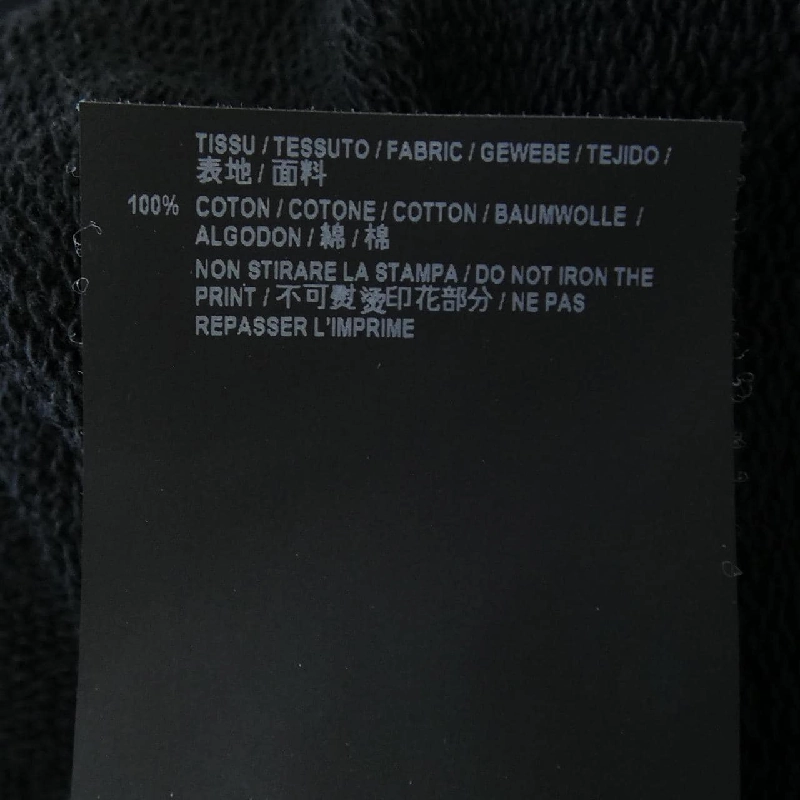 TISSU / TESSUTO / FABRIC / GEWEBE / TEJIDO /
表地 / 面料
100% COTON / COTONE / COTTON / BAUMWOLLE /
ALGODON / 綿 / 棉
NON STIRARE LA STAMPA / DO NOT IRON THE
PRINT / 不可熨烫印花部分 / NE PAS
REPASSER L'IMPRIME